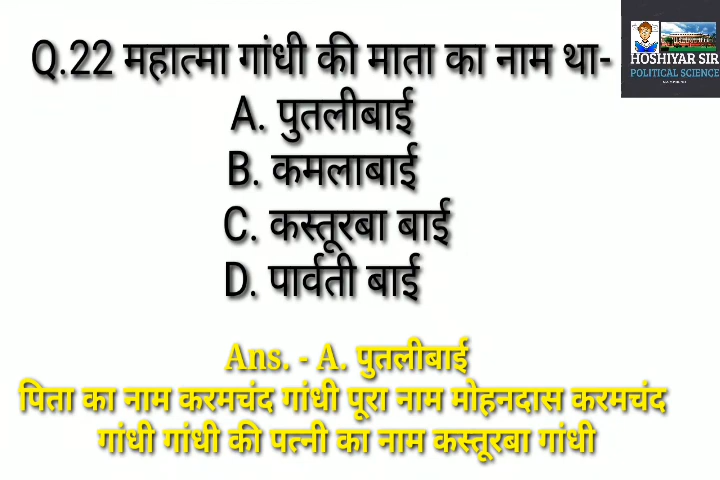 Q.22 महात्मा गांधी की माता का नाम था-
HOSHIYAR SIR
POLITICAL SCIENCE
A. पुतलीबाई
B. कमलाबाई
C. कस्तूरबा बाई
D. पार्वती बाई
Ans. - A. पुतलीबाई
पिता का नाम करमचंद गांधी पूरा नाम मोहनदास करमचंद
गांधी गांधी की पत्नी का नाम कस्तूरबा गांधी